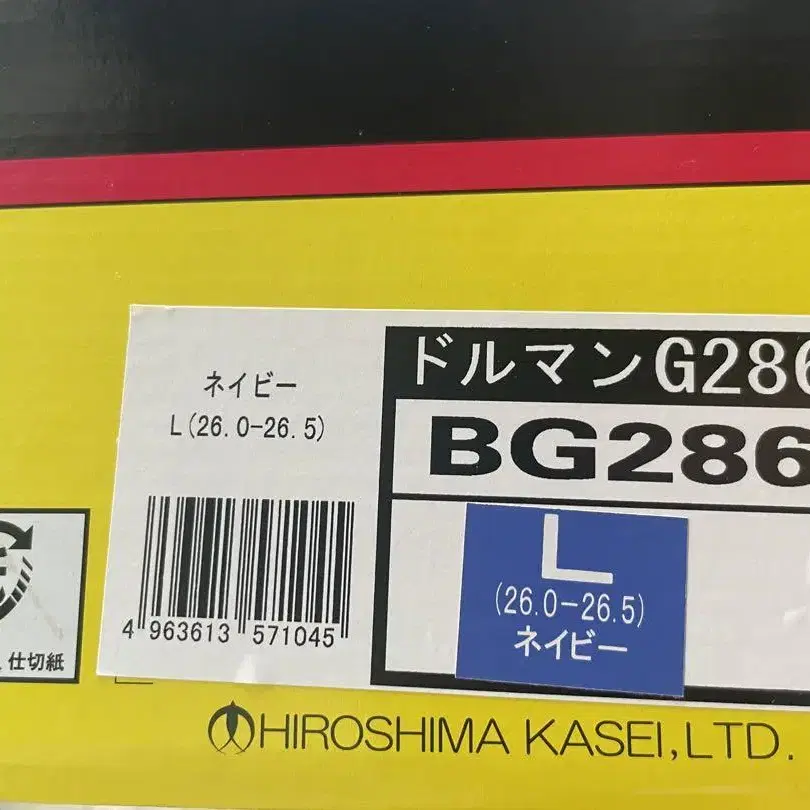 ネイビー
L(26.0-26.5)
4 963613 571045
ドルマンG286
BG286
L
(26.0-26.5)
ネイビー
仕切紙
HIROSHIMA KASEI,LTD.